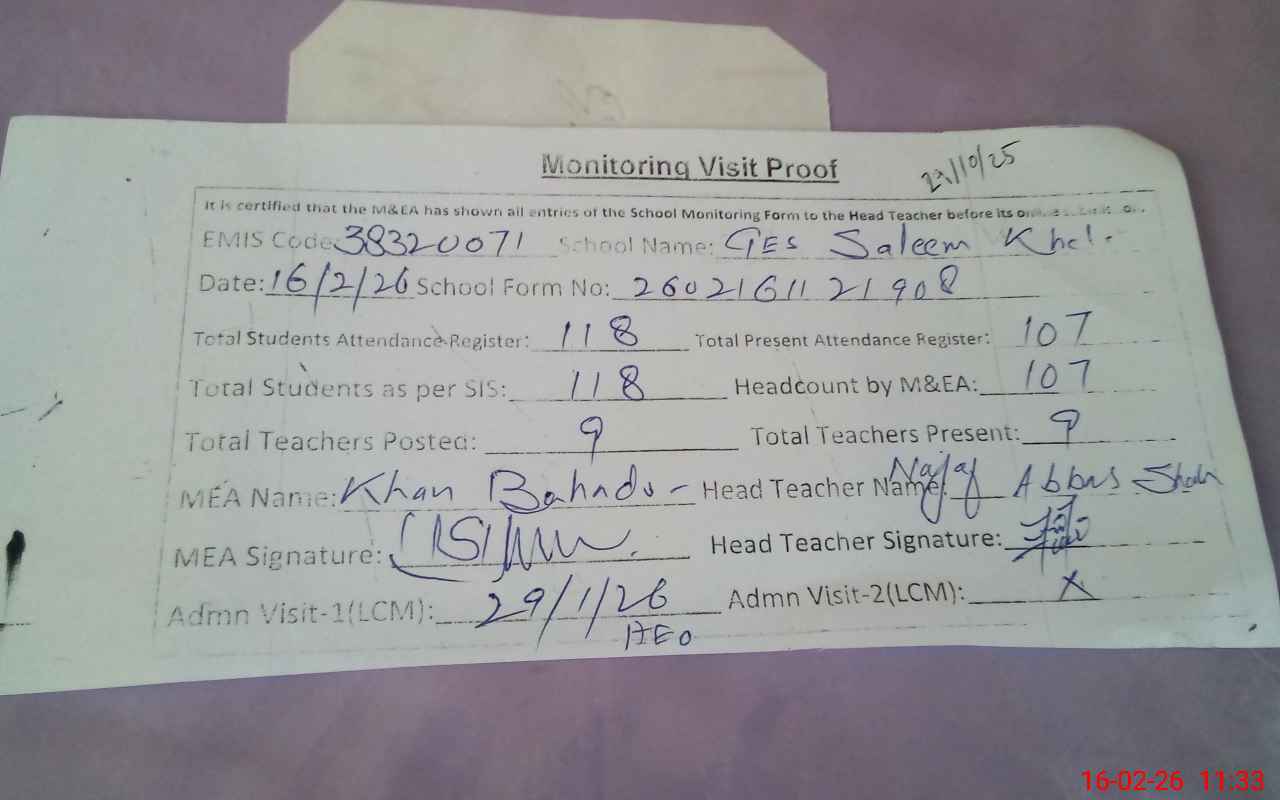 Monitoring Visit Proof
29/10/25
It is certified that the M&EA has shown all entries of the School Monitoring Form to the Head Teacher before its
EMIS Code: 38320071 School Name: GES Saleem Khel.
Date: 16/2/26 School Form No: 2602161121908
Total Students Attendance Register: 118 Total Present Attendance Register: 107
Total Students as per SIS: 118 Headcount by M&EA: 107
Total Teachers Posted: 9 Total Teachers Present: 9
MEA Name: Khan Bahadur Head Teacher Name: Najaf Abbas Shah
MEA Signature: Head Teacher Signature:
Admn Visit-1(LCM): 29/1/26 Admn Visit-2(LCM): X
AEO
16-02-26 11:33